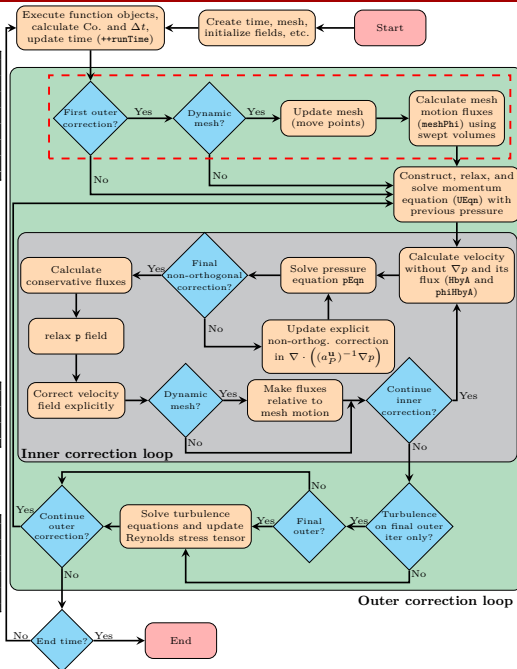 Execute function objects,
calculate Co. and Δt,
update time (++runTime)
Create time, mesh,
initialize fields, etc.
Start
First outer
correction?
Yes
Dynamic
mesh?
Yes
Update mesh
(move points)
Calculate mesh
motion fluxes
(meshPhi) using
swept volumes
No
No
Construct, relax, and
solve momentum
equation (UEqn) with
previous pressure
Calculate
conservative fluxes
Yes
Final
non-orthogonal
correction?
Solve pressure
equation pEqn
Calculate velocity
without ∇p and its
flux (HbyA and
phiHbyA)
No
relax p field
Update explicit
non-orthog. correction
in ∇ · ((a_P^u)^{-1} ∇p)
Correct velocity
field explicitly
Dynamic
mesh?
Yes
Make fluxes
relative to
mesh motion
Continue
inner
correction?
Yes
No
Inner correction loop
No
No
Yes
Continue
outer
correction?
Solve turbulence
equations and update
Reynolds stress tensor
Yes
Final
outer?
Yes
Turbulence
on final outer
iter only?
No
No
Outer correction loop
No
End time?
Yes
End